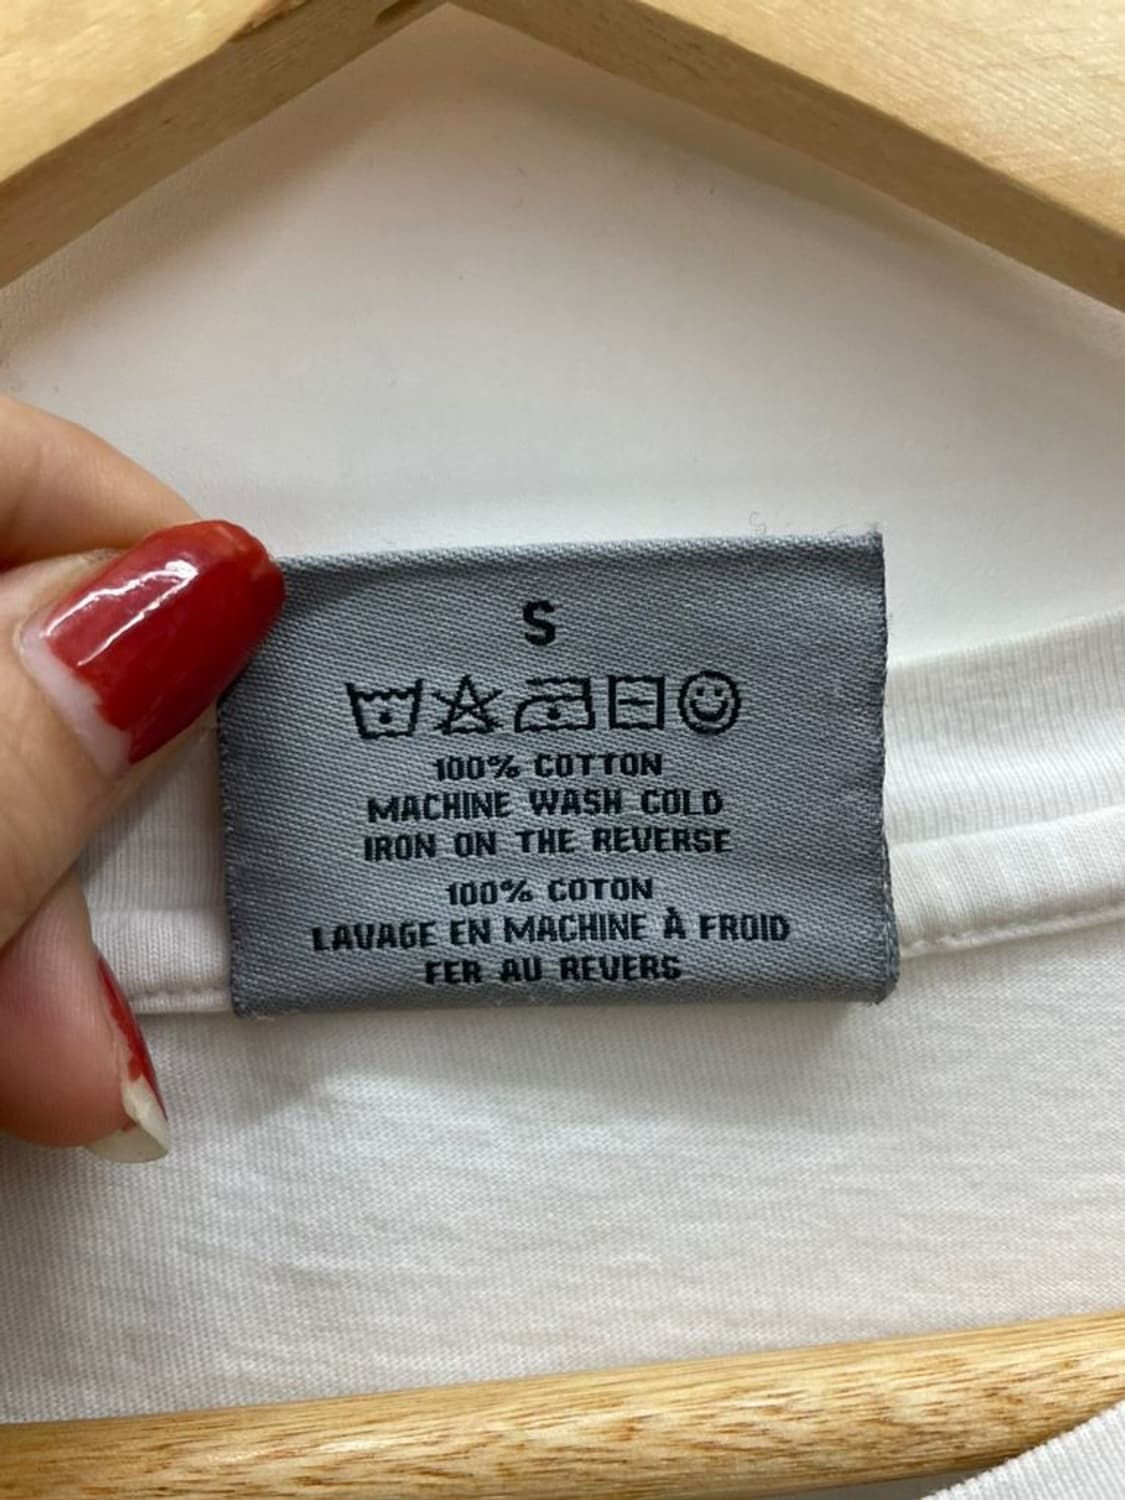 S
100% COTTON
MACHINE WASH COLD
IRON ON THE REVERSE
100% COTON
LAVAGE EN MACHINE À FROID
FER AU REVERS